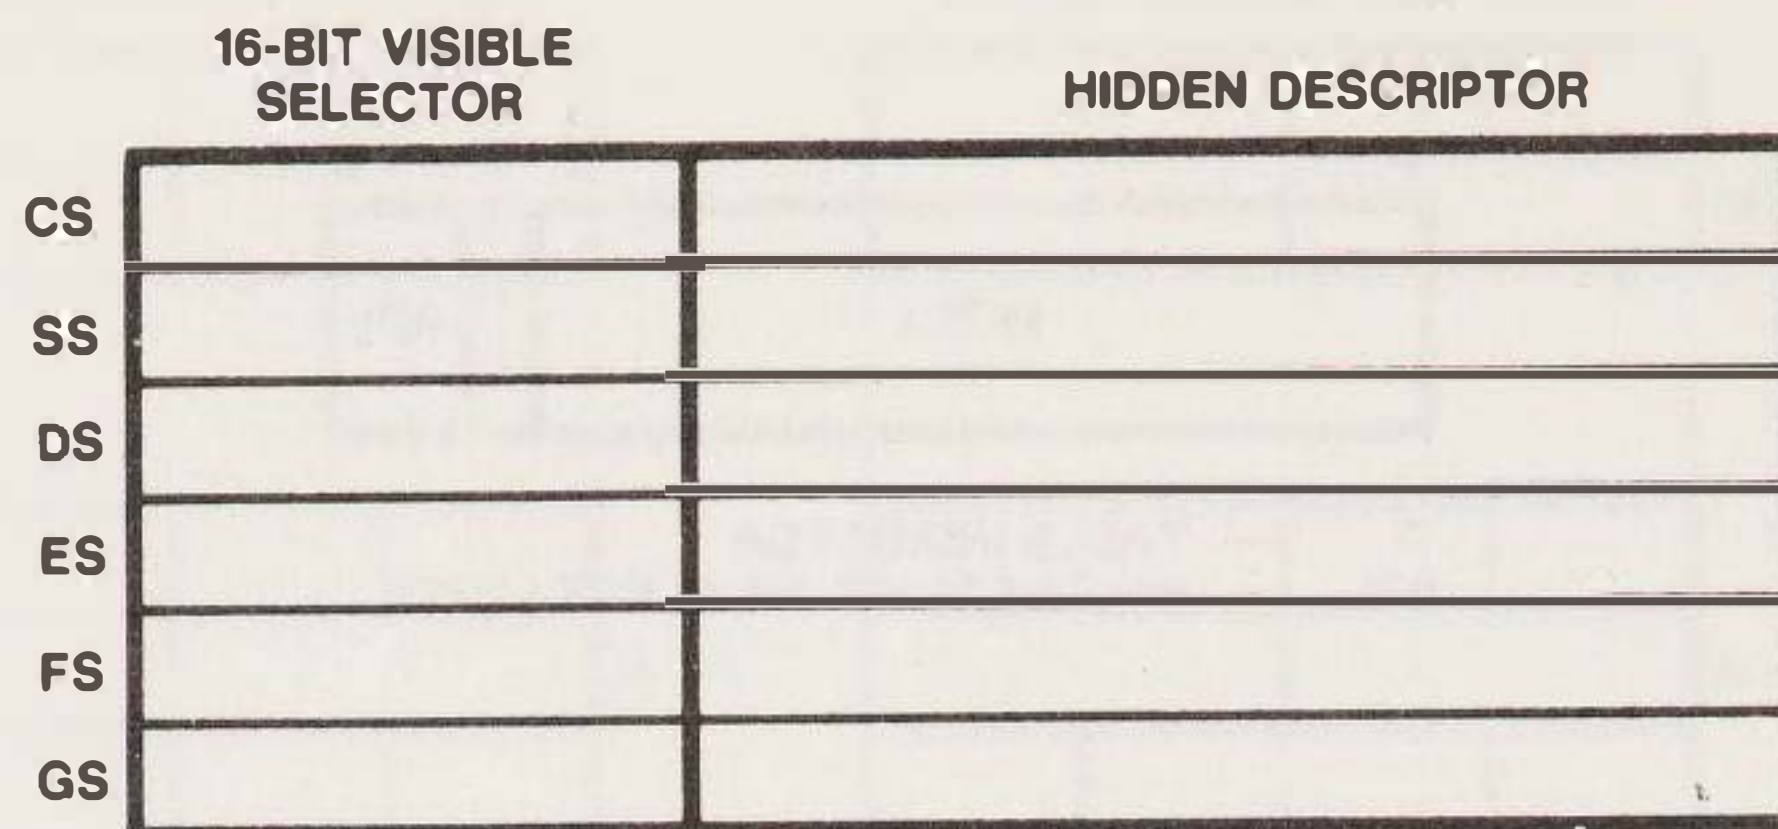 16-BIT VISIBLE
SELECTOR
HIDDEN DESCRIPTOR
CS
SS
DS
ES
FS
GS